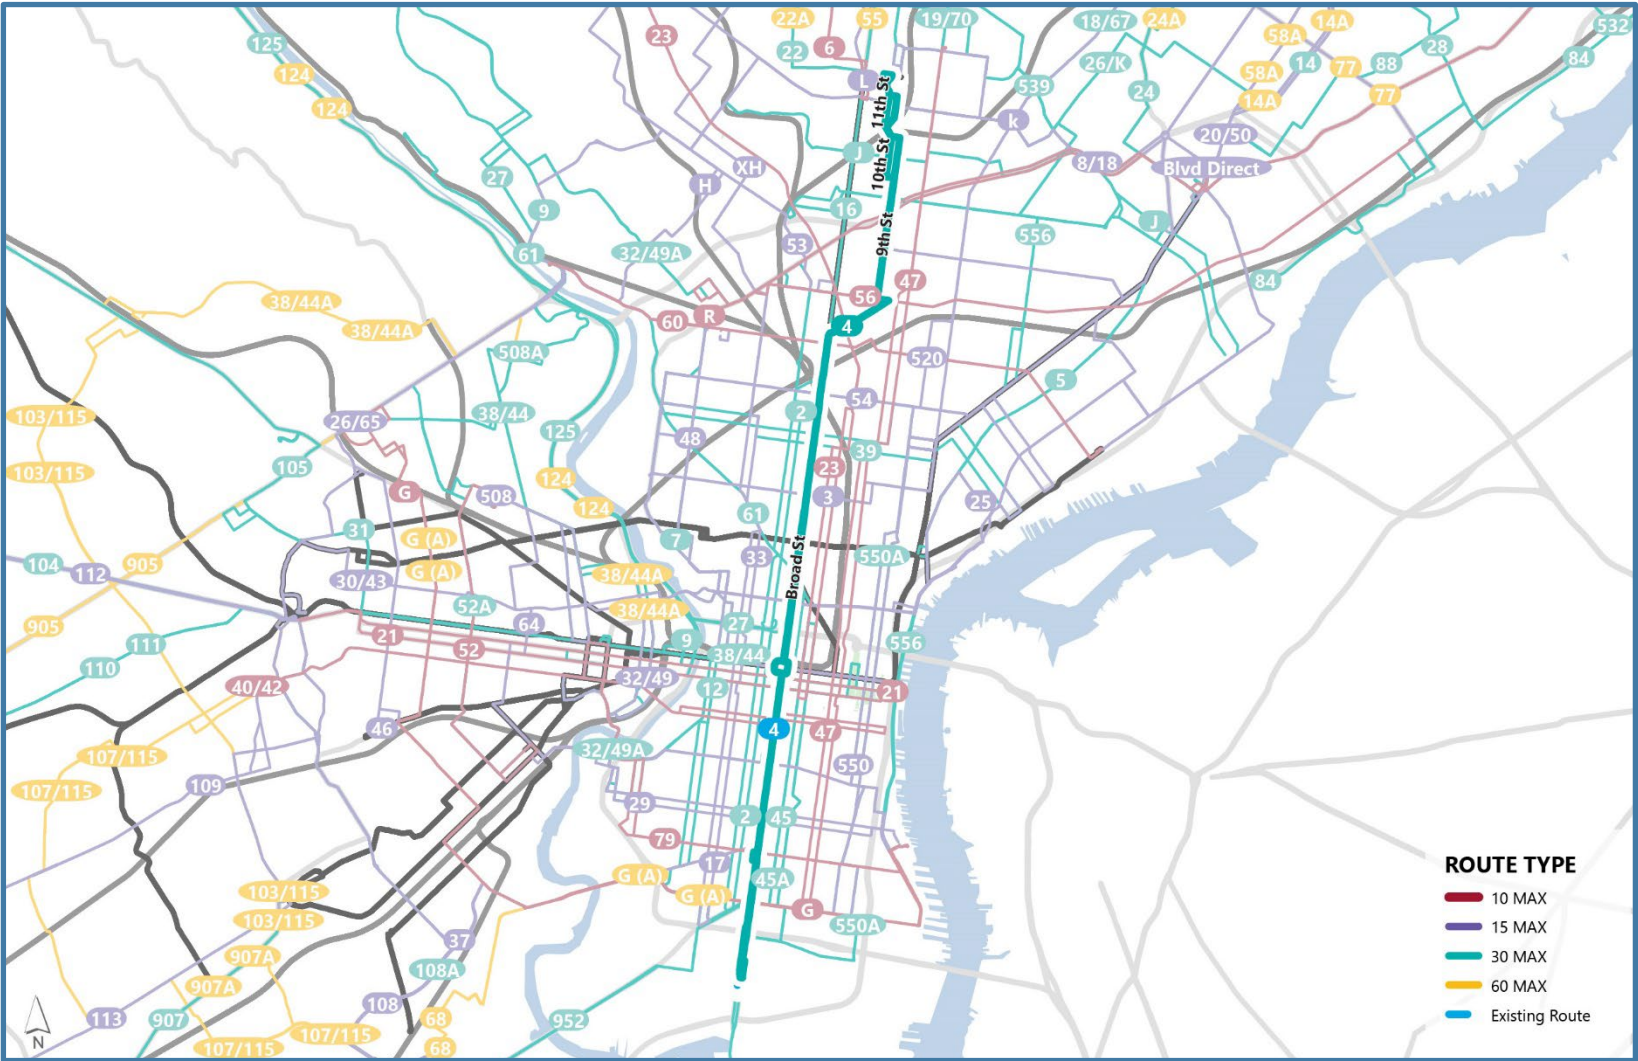 22A
55
19/70
18/67
24A
14A
532
125
23
6
22
58A
28
124
26/K
14
88
84
L
58A
77
124
539
24
14A
77
11th St
k
20/50
J
8/18
Blvd Direct
27
H
XH
10th St
9
16
J
61
32/49A
53
9th St
556
38/44A
38/44A
56
47
84
60
R
4
508A
520
5
54
103/115
26/65
38/44
2
125
48
39
103/115
105
23
G
508
124
3
25
124
61
31
G (A)
7
Broad St
550A
104
905
112
G (A)
30/43
38/44A
33
52A
38/44A
905
64
27
111
21
52
9
38/44
556
110
40/42
32/49
12
21
46
4
47
107/115
32/49A
550
107/115
109
29
2
45
79
17
103/115
G (A)
45A
G (A)
103/115
G
550A
37
907A
108A
907A
108
113
907
107/115
68
952
107/115
68
N
ROUTE TYPE
10 MAX
15 MAX
30 MAX
60 MAX
Existing Route